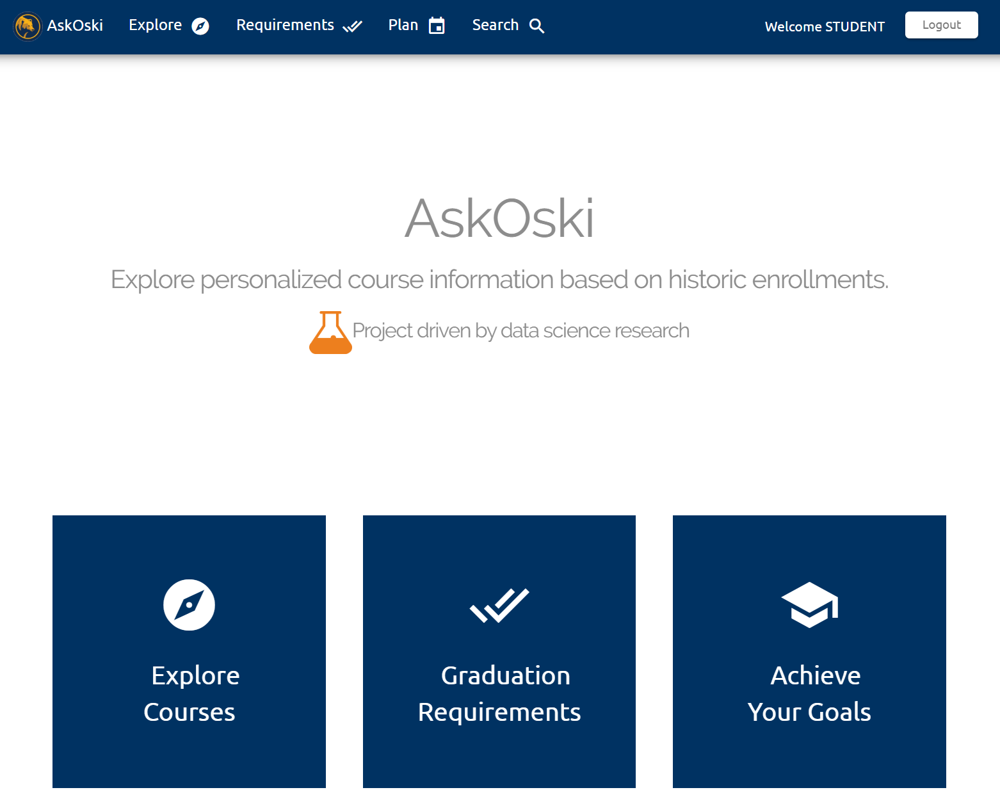 AskOski Explore Requirements Plan Search Welcome STUDENT Logout
AskOski
Explore personalized course information based on historic enrollments.
Project driven by data science research
Explore
Courses
Graduation
Requirements
Achieve
Your Goals